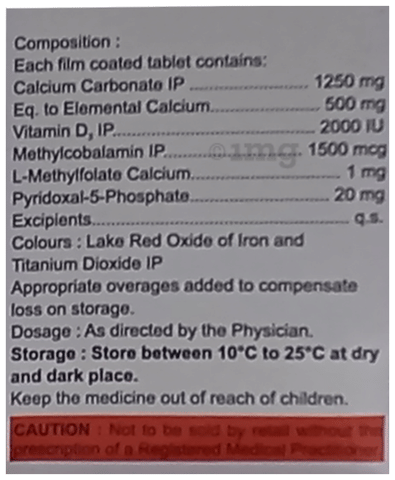 Composition :
Each film coated tablet contains:
Calcium Carbonate IP ............................ 1250 mg
Eq. to Elemental Calcium......................... 500 mg
Vitamin D₃ IP.............................................. 2000 IU
Methylcobalamin IP.............................. 1500 mcg
L-Methylfolate Calcium................................. 1 mg
Pyridoxal-5-Phosphate............................... 20 mg
Excipients........................................................ q.s.
Colours : Lake Red Oxide of Iron and
Titanium Dioxide IP
Appropriate overages added to compensate
loss on storage.
Dosage : As directed by the Physician.
Storage : Store between 10°C to 25°C at dry
and dark place.
Keep the medicine out of reach of children.
CAUTION : Not to be sold by retail without the
prescription of a Registered Medical Practitioner
1mg